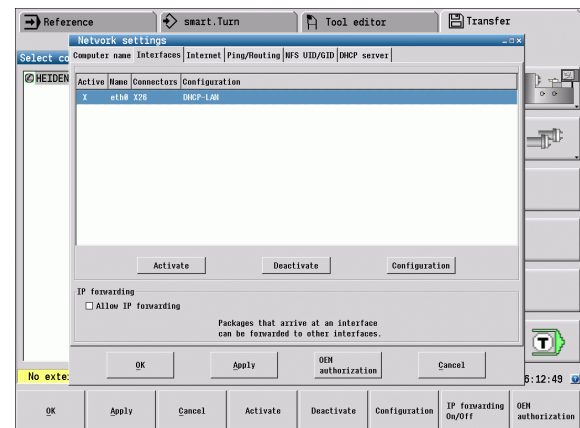 Reference
smart.Turn
Tool editor
Transfer
Network settings
Select co
Computer name Interfaces Internet Ping/Routing NFS UID/GID DHCP server
HEIDEN
Active Name Connectors Configuration
X eth0 X26 DHCP-LAN
Activate Deactivate Configuration
IP forwarding
Allow IP forwarding
Packages that arrive at an interface
can be forwarded to other interfaces.
T
OK Apply OEM authorization Cancel
No exte
6:12:49
OK Apply Cancel Activate Deactivate Configuration IP forwarding On/Off OEM authorization